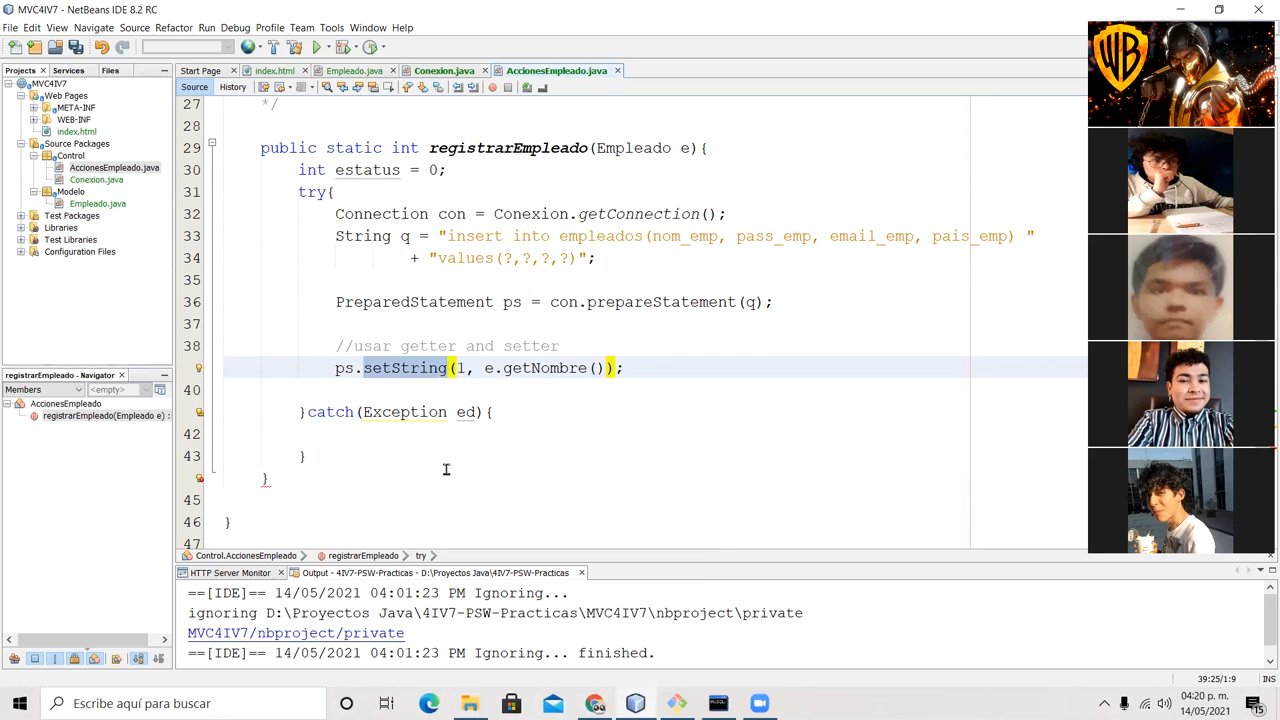 MVC4IV7 - NetBeans IDE 8.2 RC
File Edit View Navigate Source Refactor Run Debug Profile Team Tools Window Help
Projects Services Files
Start Page index.html Empleado.java Conexion.java AccionesEmpleado.java
Source History
MVC4IV7
Web Pages
META-INF
WEB-INF
index.html
Source Packages
Control
AccionesEmpleado.java
Conexion.java
Modelo
Empleado.java
Test Packages
Libraries
Test Libraries
Configuration Files
registrarEmpleado - Navigator
Members <empty>
AccionesEmpleado
registrarEmpleado(Empleado e) :
27 */
28
29 public static int registrarEmpleado(Empleado e){
30 int estatus = 0;
31 try{
32 Connection con = Conexion.getConnection();
33 String q = "insert into empleados(nom_emp, pass_emp, email_emp, pais_emp) "
34 + "values(?,?,?,?)";
35
36 PreparedStatement ps = con.prepareStatement(q);
37
38 //usar getter and setter
ps.setString(1, e.getNombre());
40
}catch(Exception ed){
42
43 }
}
45
46 }
47
Control.AccionesEmpleado registrarEmpleado try
HTTP Server Monitor Output - 4IV7-PSW-Practicas - D:\Proyectos Java\4IV7-PSW-Practicas
==[IDE]== 14/05/2021 04:01:23 PM Ignoring...
ignoring D:\Proyectos Java\4IV7-PSW-Practicas\MVC4IV7\nbproject\private
MVC4IV7/nbproject/private
==[IDE]== 14/05/2021 04:01:23 PM Ignoring... finished.
39:25/1:9 INS
Escribe aquí para buscar
04:20 p. m.
14/05/2021
15
WB